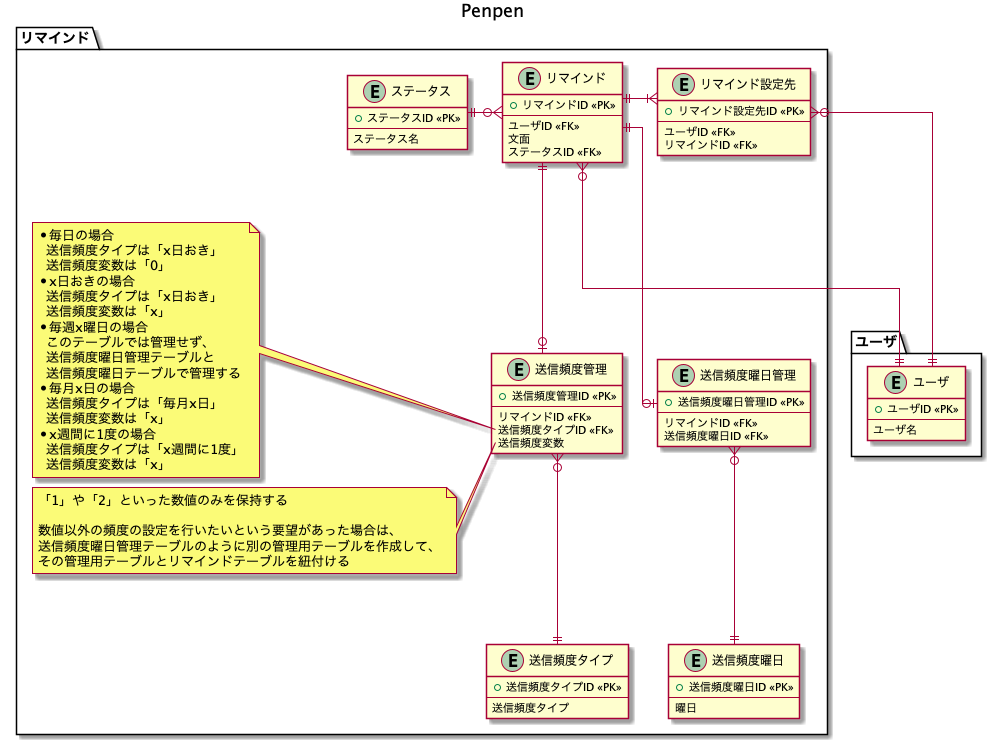 Penpen
リマインド
E ステータス
ステータスID «PK»
ステータス名
E リマインド
リマインドID «PK»
ユーザID «FK»
文面
ステータスID «FK»
E リマインド設定先
リマインド設定先ID «PK»
ユーザID «FK»
リマインドID «FK»
•毎日の場合
送信頻度タイプは「x日おき」
送信頻度変数は「0」
•x日おきの場合
送信頻度タイプは「x日おき」
送信頻度変数は「x」
•毎週x曜日の場合
このテーブルでは管理せず、
送信頻度曜日管理テーブルと
送信頻度曜日テーブルで管理する
•毎月x日の場合
送信頻度タイプは「毎月x日」
送信頻度変数は「x」
•x週間に1度の場合
送信頻度タイプは「x週間に1度」
送信頻度変数は「x」
E 送信頻度管理
送信頻度管理ID «PK»
リマインドID «FK»
送信頻度タイプID «FK»
送信頻度変数
E 送信頻度曜日管理
送信頻度曜日管理ID «PK»
リマインドID «FK»
送信頻度曜日ID «FK»
ユーザ
E ユーザ
ユーザID «PK»
ユーザ名
「1」や「2」といった数値のみを保持する
数値以外の頻度の設定を行いたいという要望があった場合は、
送信頻度曜日管理テーブルのように別の管理用テーブルを作成して、
その管理用テーブルとリマインドテーブルを紐付ける
E 送信頻度タイプ
送信頻度タイプID «PK»
送信頻度タイプ
E 送信頻度曜日
送信頻度曜日ID «PK»
曜日